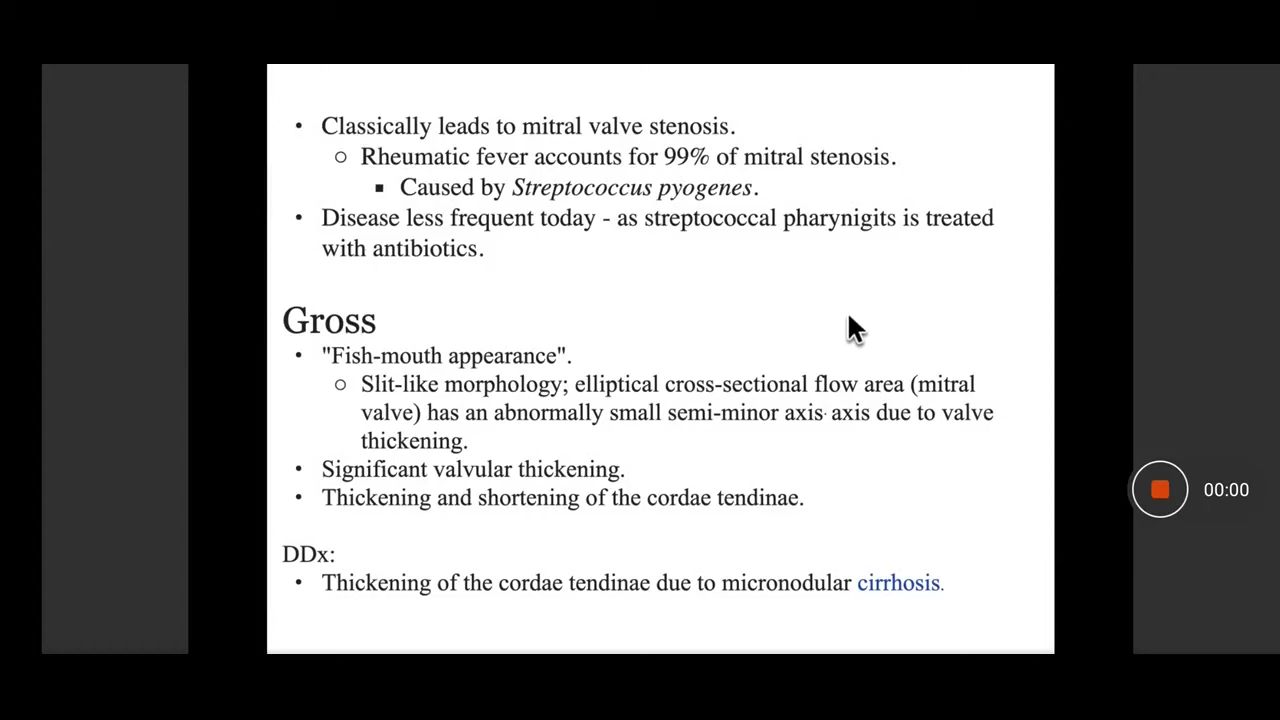 • Classically leads to mitral valve stenosis.
○ Rheumatic fever accounts for 99% of mitral stenosis.
▪ Caused by Streptococcus pyogenes.
• Disease less frequent today - as streptococcal pharynigits is treated
with antibiotics.
Gross
• "Fish-mouth appearance".
○ Slit-like morphology; elliptical cross-sectional flow area (mitral
valve) has an abnormally small semi-minor axis axis due to valve
thickening.
• Significant valvular thickening.
• Thickening and shortening of the cordae tendinae.
DDx:
• Thickening of the cordae tendinae due to micronodular cirrhosis.
00:00